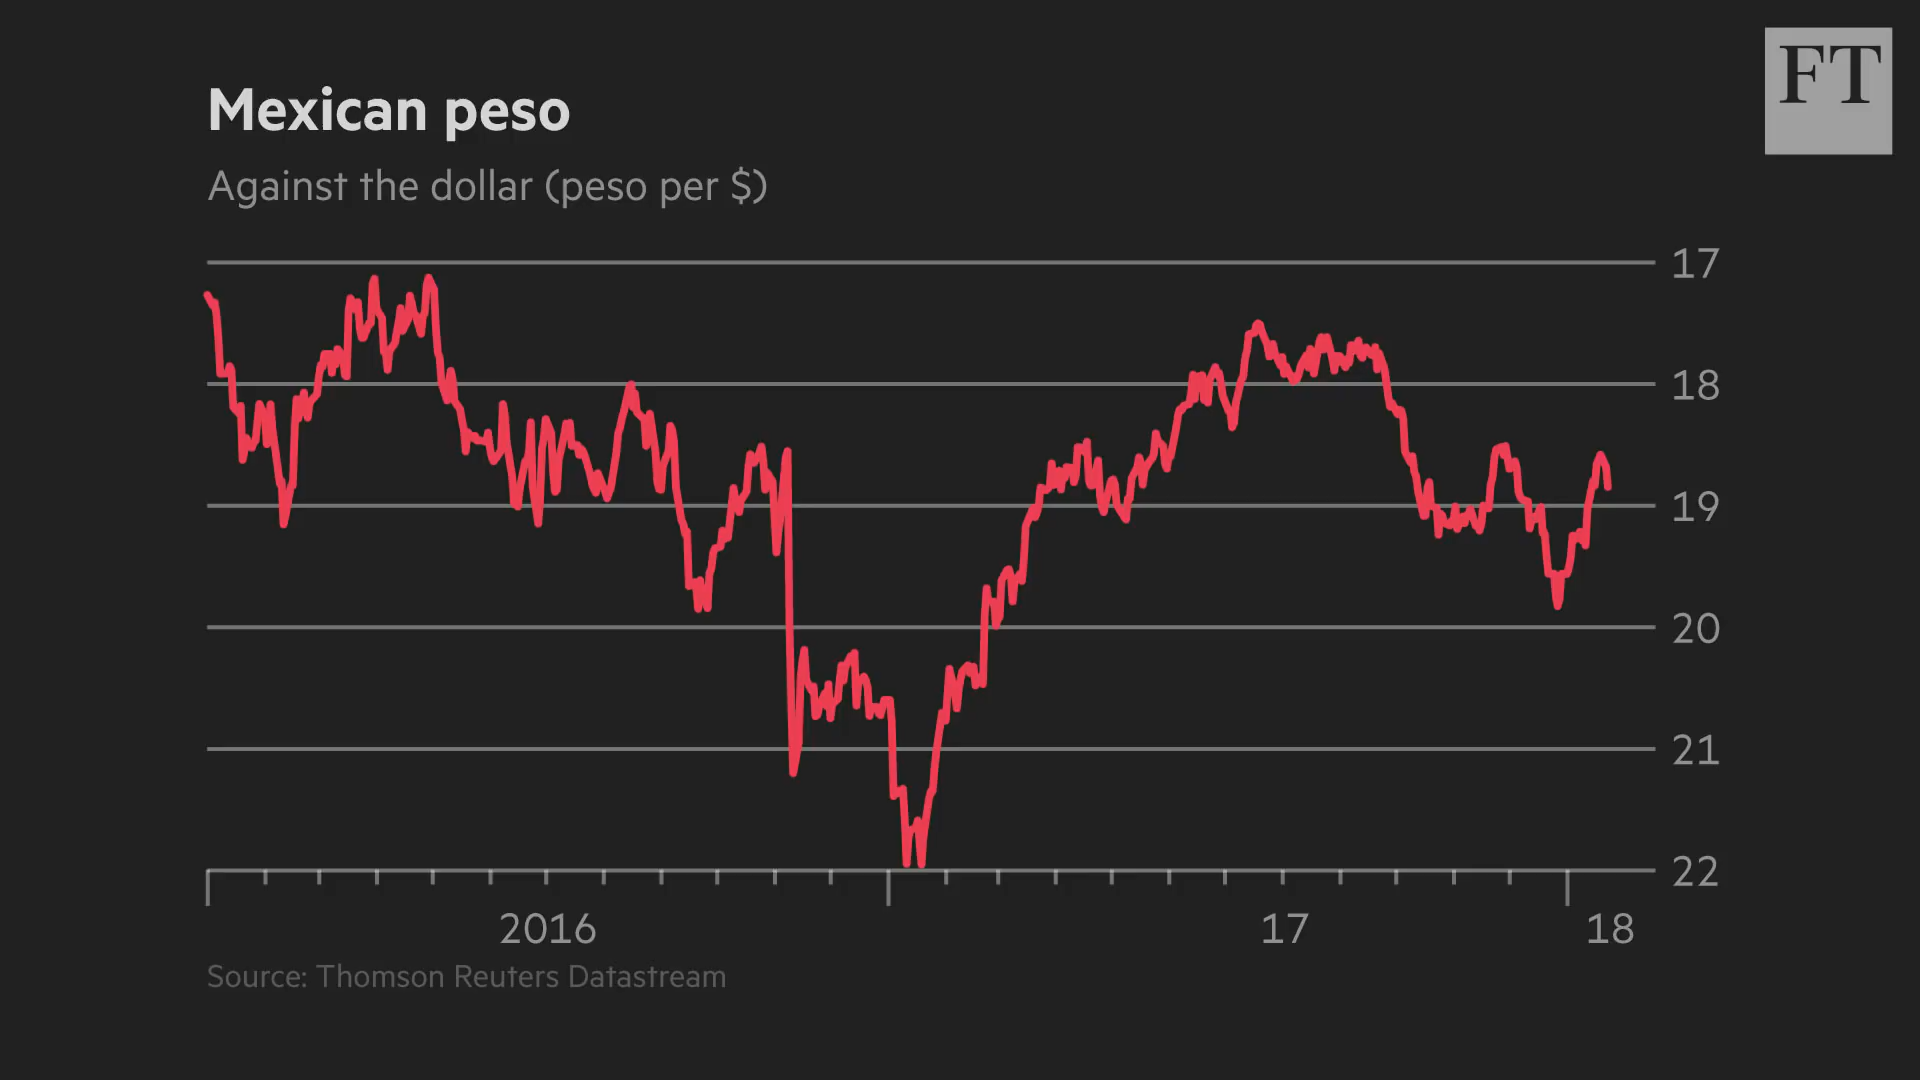 FT
Mexican peso
Against the dollar (peso per $)
17
18
19
20
21
22
2016 17 18
Source: Thomson Reuters Datastream